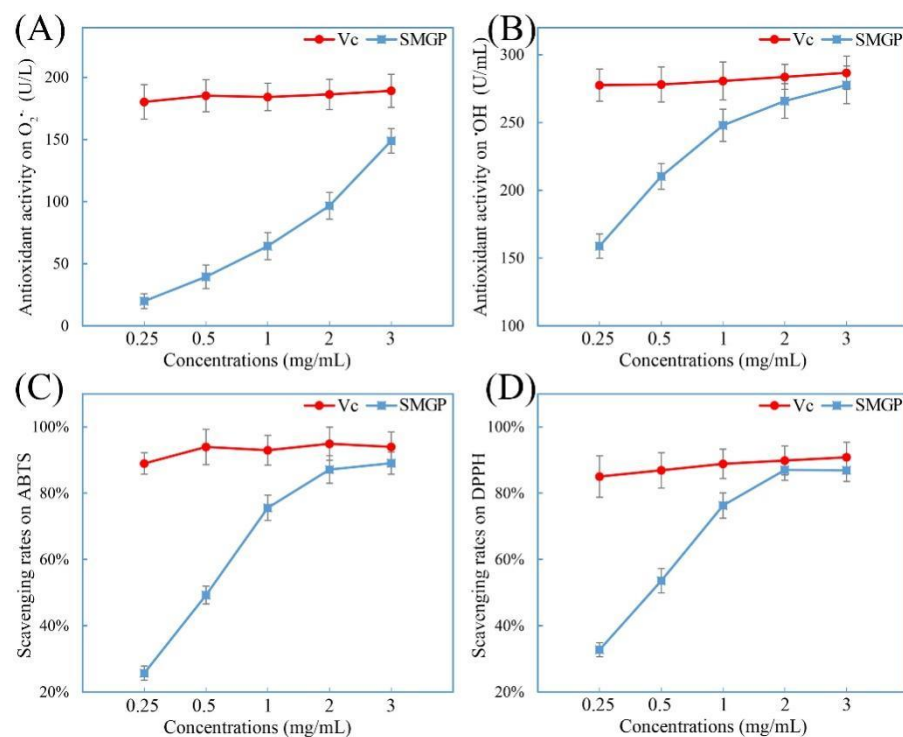 (A)
Vc SMGP
Antioxidant activity on O₂•- (U/L)
200
150
100
50
0
0.25 0.5 1 2 3
Concentrations (mg/mL)
(B)
Vc SMGP
Antioxidant activity on •OH (U/mL)
300
250
200
150
100
0.25 0.5 1 2 3
Concentrations (mg/mL)
(C)
Vc SMGP
Scavenging rates on ABTS
100%
80%
60%
40%
20%
0.25 0.5 1 2 3
Concentrations (mg/mL)
(D)
Vc SMGP
Scavenging rates on DPPH
100%
80%
60%
40%
20%
0.25 0.5 1 2 3
Concentrations (mg/mL)